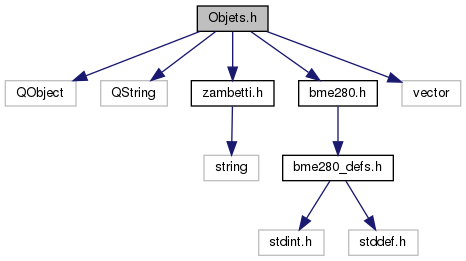 Objets.h
QObject
QString
zambetti.h
bme280.h
vector
string
bme280_defs.h
stdint.h
stddef.h